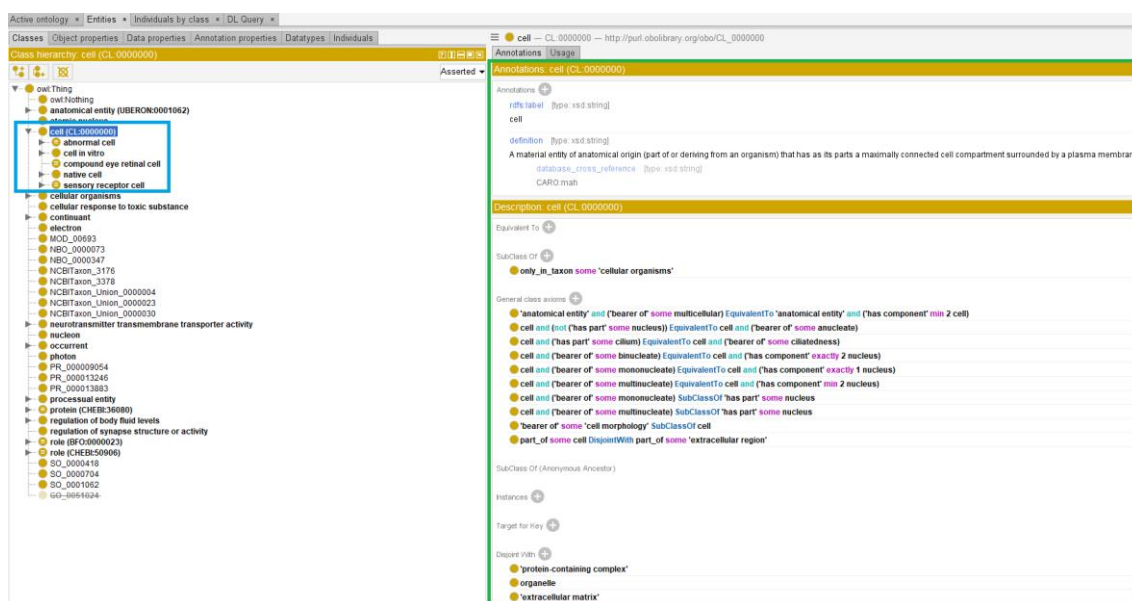 Active ontology × Entities × Individuals by class × DL Query ×
Classes Object properties Data properties Annotation properties Datatypes Individuals
Class hierarchy: cell (CL:0000000)
Asserted
owl:Thing
owl:Nothing
anatomical entity (UBERON:0001062)
atomic nucleus
cell (CL:0000000)
abnormal cell
cell in vitro
compound eye retinal cell
native cell
sensory receptor cell
cellular organisms
cellular response to toxic substance
continuant
electron
MOD_00693
NBO_0000073
NBO_0000347
NCBITaxon_3176
NCBITaxon_3378
NCBITaxon_Union_0000004
NCBITaxon_Union_0000023
NCBITaxon_Union_0000030
neurotransmitter transmembrane transporter activity
nucleon
occurrent
photon
PR_000009054
PR_000013246
PR_000013883
processual entity
protein (CHEBI:36080)
regulation of body fluid levels
regulation of synapse structure or activity
role (BFO:0000023)
role (CHEBI:50906)
SO_0000418
SO_0000704
SO_0001062
GO_0051024
cell — CL:0000000 — http://purl.obolibrary.org/obo/CL_0000000
Annotations Usage
Annotations: cell (CL:0000000)
Annotations
rdfs:label [type: xsd:string]
cell
definition [type: xsd:string]
A material entity of anatomical origin (part of or deriving from an organism) that has as its parts a maximally connected cell compartment surrounded by a plasma membran
database_cross_reference [type: xsd:string]
CARO:mah
Description: cell (CL:0000000)
Equivalent To
SubClass Of
only_in_taxon some 'cellular organisms'
General class axioms
'anatomical entity' and ('bearer of' some multicellular) EquivalentTo 'anatomical entity' and ('has component' min 2 cell)
cell and (not ('has part' some nucleus)) EquivalentTo cell and ('bearer of' some anucleate)
cell and ('has part' some cilium) EquivalentTo cell and ('bearer of' some ciliatedness)
cell and ('bearer of' some binucleate) EquivalentTo cell and ('has component' exactly 2 nucleus)
cell and ('bearer of' some mononucleate) EquivalentTo cell and ('has component' exactly 1 nucleus)
cell and ('bearer of' some multinucleate) EquivalentTo cell and ('has component' min 2 nucleus)
cell and ('bearer of' some mononucleate) SubClassOf 'has part' some nucleus
cell and ('bearer of' some multinucleate) SubClassOf 'has part' some nucleus
'bearer of' some 'cell morphology' SubClassOf cell
part_of some cell DisjointWith part_of some 'extracellular region'
SubClass Of (Anonymous Ancestor)
Instances
Target for Key
Disjoint With
'protein-containing complex'
organelle
'extracellular matrix'